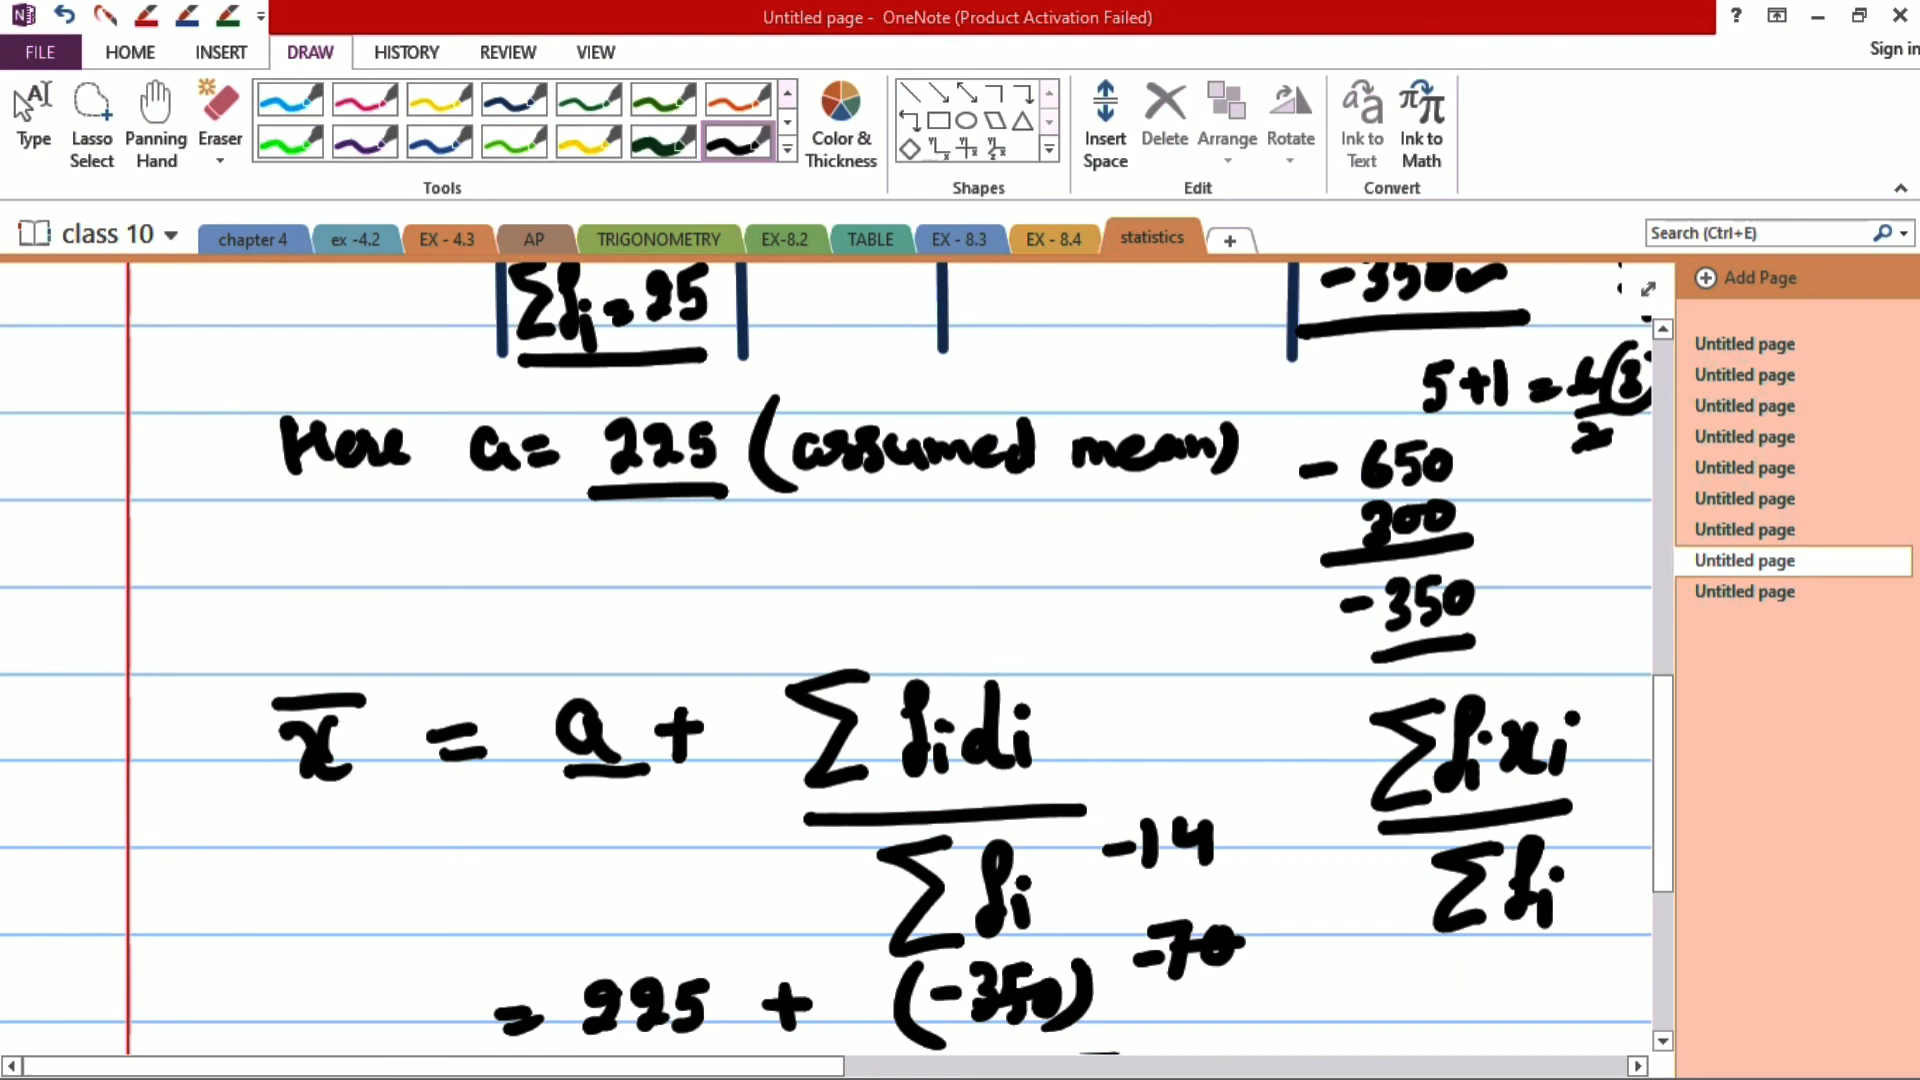 Untitled page - OneNote (Product Activation Failed)
?
FILE HOME INSERT DRAW HISTORY REVIEW VIEW
Sign in
Type
Lasso Select
Panning Hand
Eraser
Color & Thickness
Insert Space
Delete
Arrange
Rotate
Ink to Text
Ink to Math
Tools Shapes Edit Convert
class 10
chapter 4 ex -4.2 EX - 4.3 AP TRIGONOMETRY EX-8.2 TABLE EX - 8.3 EX - 8.4 statistics
Search (Ctrl+E)
Add Page
Untitled page
Untitled page
Untitled page
Untitled page
Untitled page
Untitled page
Untitled page
Untitled page
Untitled page
Σfi = 25
-350
5+1 =
Here a = 225 (assumed mean)
- 650
300
- 350
x̄ = a + Σfidi
Σfi
-14
-70
Σfixi
Σfi
= 225 + (-350)